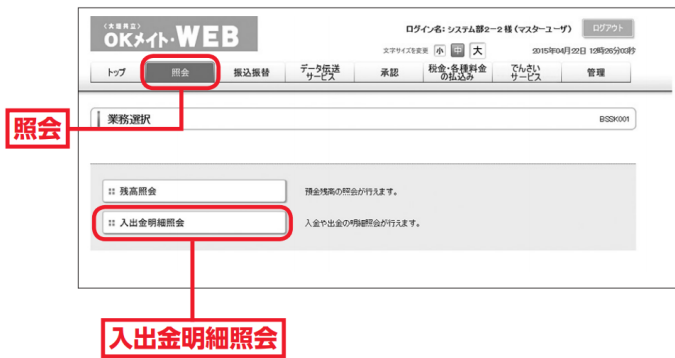 〈大垣共立〉
OKメイト・WEB
ログイン名：システム部2－2 様（マスターユーザ）
ログアウト
文字サイズを変更 小 中 大
2015年04月22日 12時26分03秒
トップ
照会
振込振替
データ伝送
サービス
承認
税金・各種料金
の払込み
でんさい
サービス
管理
業務選択
BSSK001
照会
残高照会
預金残高の照会が行えます。
入出金明細照会
入金や出金の明細照会が行えます。
入出金明細照会